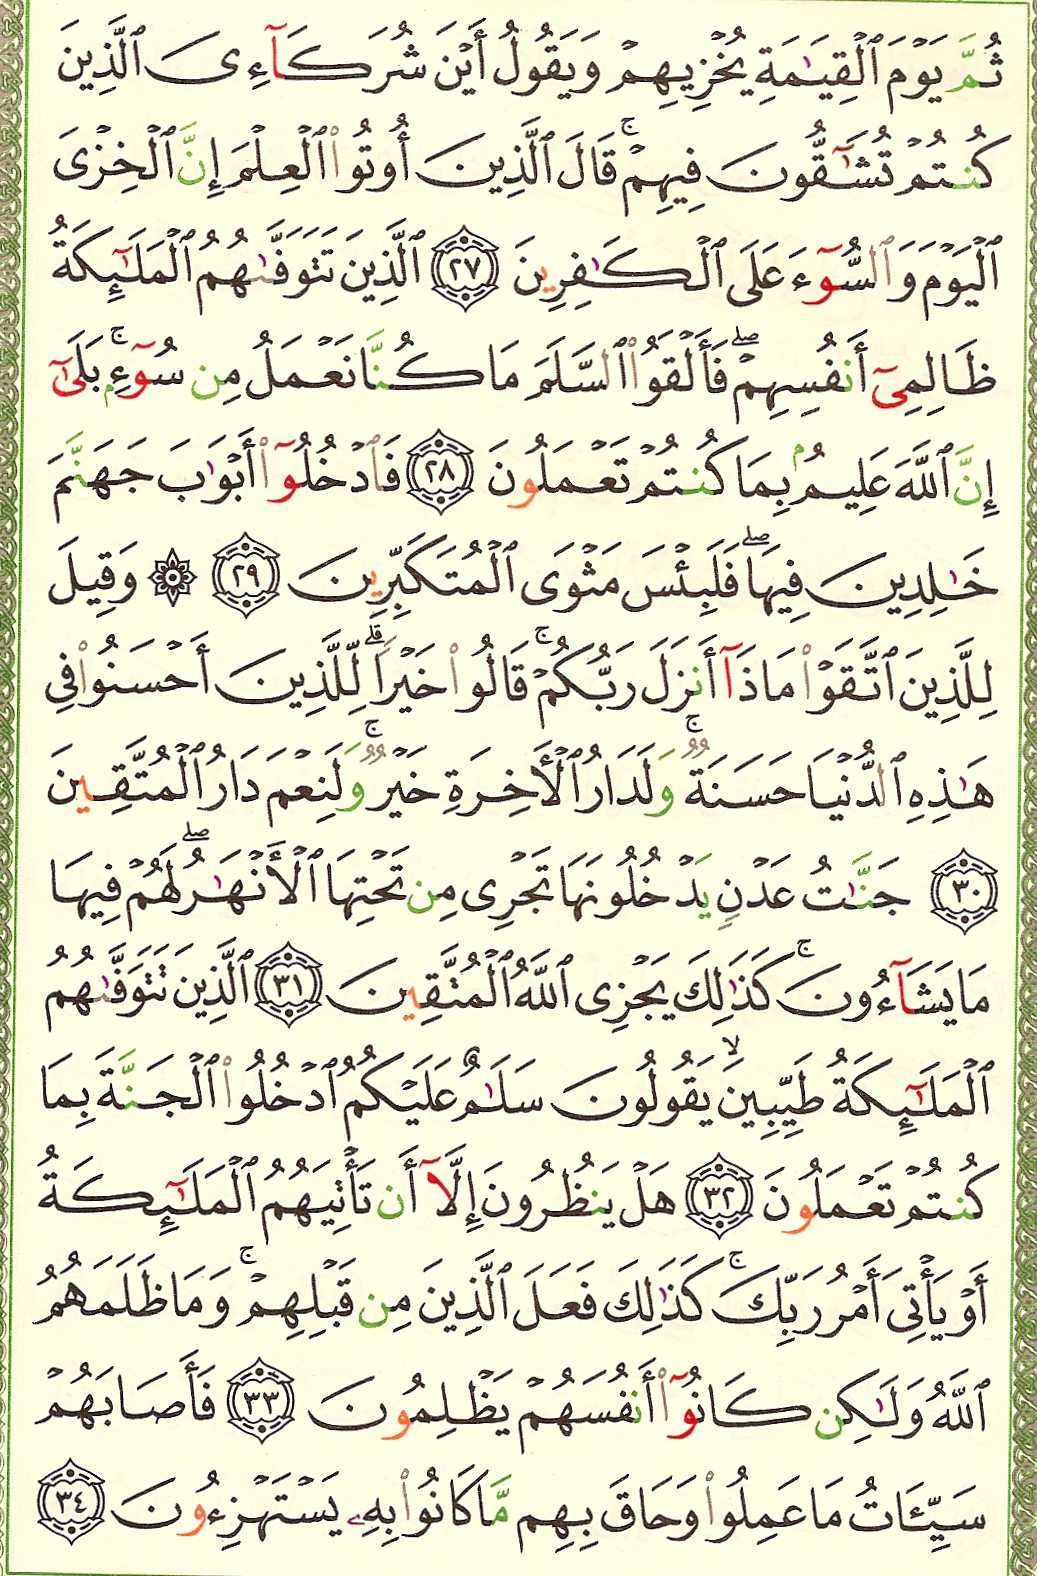 ثُمَّ يَوْمَ ٱلْقِيَـٰمَةِ يُخْزِيهِمْ وَيَقُولُ أَيْنَ شُرَكَآءِىَ ٱلَّذِينَ
كُنتُمْ تُشَـٰٓقُّونَ فِيهِمْ ۚ قَالَ ٱلَّذِينَ أُوتُوا۟ ٱلْعِلْمَ إِنَّ ٱلْخِزْىَ
ٱلْيَوْمَ وَٱلسُّوٓءَ عَلَى ٱلْكَـٰفِرِينَ ٢٧ ٱلَّذِينَ تَتَوَفَّىٰهُمُ ٱلْمَلَـٰٓئِكَةُ
ظَالِمِىٓ أَنفُسِهِمْ ۖ فَأَلْقَوُا۟ ٱلسَّلَمَ مَا كُنَّا نَعْمَلُ مِن سُوٓءٍۭ ۚ بَلَىٰٓ
إِنَّ ٱللَّهَ عَلِيمٌۢ بِمَا كُنتُمْ تَعْمَلُونَ ٢٨ فَٱدْخُلُوٓا۟ أَبْوَٰبَ جَهَنَّمَ
خَـٰلِدِينَ فِيهَا ۖ فَلَبِئْسَ مَثْوَى ٱلْمُتَكَبِّرِينَ ٢٩ ۞ وَقِيلَ
لِلَّذِينَ ٱتَّقَوْا۟ مَاذَآ أَنزَلَ رَبُّكُمْ ۚ قَالُوا۟ خَيْرًا ۗ لِّلَّذِينَ أَحْسَنُوا۟ فِى
هَـٰذِهِ ٱلدُّنْيَا حَسَنَةٌ ۚ وَلَدَارُ ٱلْـَٔاخِرَةِ خَيْرٌ ۚ وَلَنِعْمَ دَارُ ٱلْمُتَّقِينَ
٣٠ جَنَّـٰتُ عَدْنٍ يَدْخُلُونَهَا تَجْرِى مِن تَحْتِهَا ٱلْأَنْهَـٰرُ ۖ لَهُمْ فِيهَا
مَا يَشَآءُونَ ۚ كَذَٰلِكَ يَجْزِى ٱللَّهُ ٱلْمُتَّقِينَ ٣١ ٱلَّذِينَ تَتَوَفَّىٰهُمُ
ٱلْمَلَـٰٓئِكَةُ طَيِّبِينَ ۙ يَقُولُونَ سَلَـٰمٌ عَلَيْكُمُ ٱدْخُلُوا۟ ٱلْجَنَّةَ بِمَا
كُنتُمْ تَعْمَلُونَ ٣٢ هَلْ يَنظُرُونَ إِلَّآ أَن تَأْتِيَهُمُ ٱلْمَلَـٰٓئِكَةُ
أَوْ يَأْتِىَ أَمْرُ رَبِّكَ ۚ كَذَٰلِكَ فَعَلَ ٱلَّذِينَ مِن قَبْلِهِمْ ۚ وَمَا ظَلَمَهُمُ
ٱللَّهُ وَلَـٰكِن كَانُوٓا۟ أَنفُسَهُمْ يَظْلِمُونَ ٣٣ فَأَصَابَهُمْ
سَيِّـَٔاتُ مَا عَمِلُوا۟ وَحَاقَ بِهِم مَّا كَانُوا۟ بِهِۦ يَسْتَهْزِءُونَ ٣٤